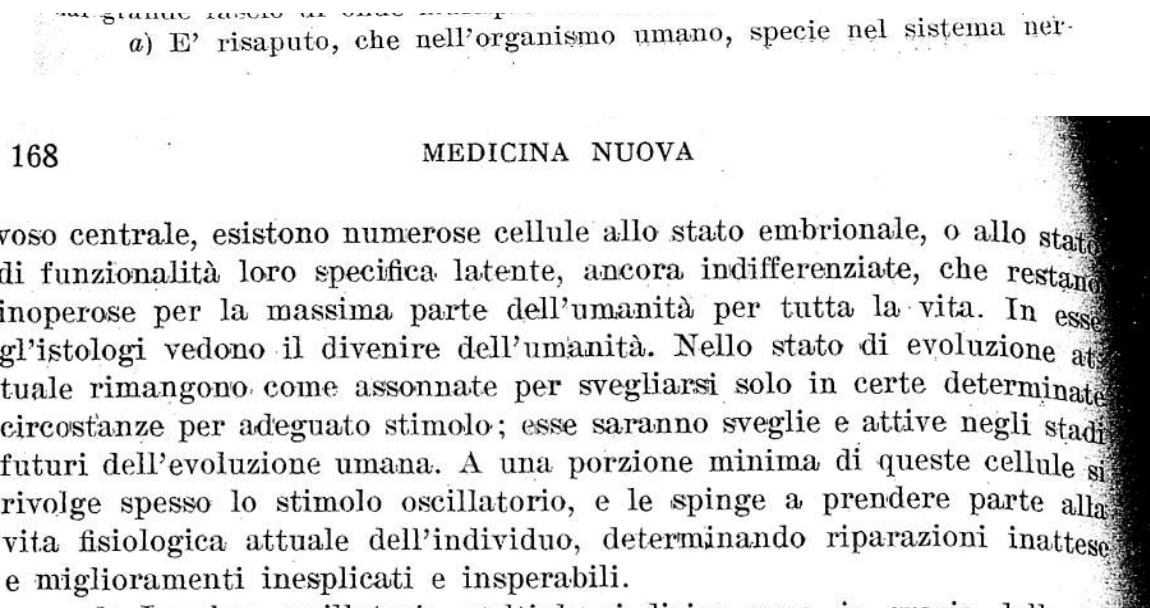 a) E' risaputo, che nell'organismo umano, specie nel sistema ner-
168 MEDICINA NUOVA
voso centrale, esistono numerose cellule allo stato embrionale, o allo stato
di funzionalità loro specifica latente, ancora indifferenziate, che restano
inoperose per la massima parte dell'umanità per tutta la vita. In esse
gl'istologi vedono il divenire dell'umanità. Nello stato di evoluzione at-
tuale rimangono come assonnate per svegliarsi solo in certe determinate
circostanze per adeguato stimolo; esse saranno sveglie e attive negli stadi
futuri dell'evoluzione umana. A una porzione minima di queste cellule si
rivolge spesso lo stimolo oscillatorio, e le spinge a prendere parte alla
vita fisiologica attuale dell'individuo, determinando riparazioni inattese
e miglioramenti inesplicati e insperabili.